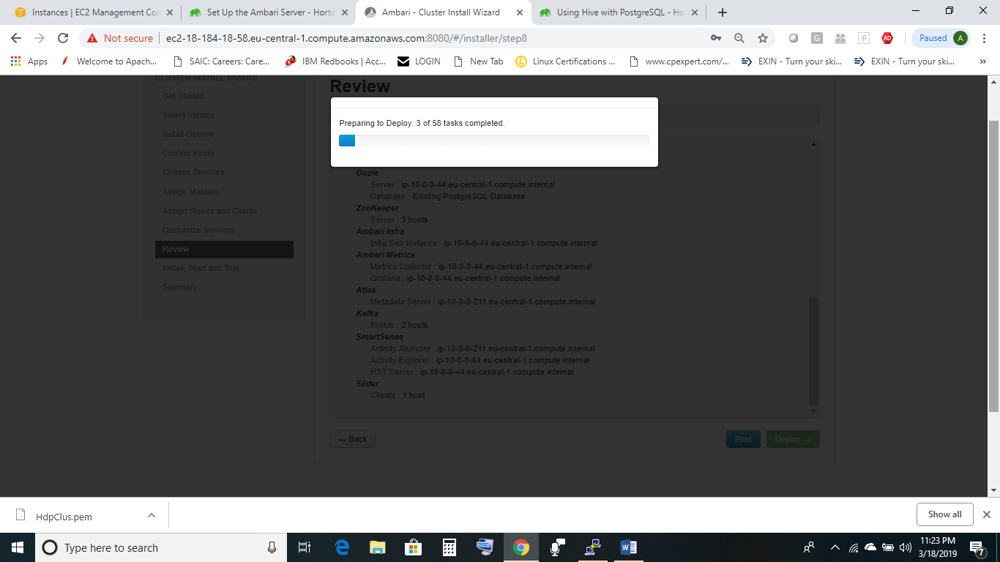 Instances | EC2 Management Con
Set Up the Ambari Server - Horto
Ambari - Cluster Install Wizard
Using Hive with PostgreSQL - Ho
Not secure
ec2-18-184-18-58.eu-central-1.compute.amazonaws.com:8080/#/installer/step8
G
AD
Paused
A
Apps
Welcome to Apach...
SAIC: Careers: Care...
IBM Redbooks | Acc...
LOGIN
New Tab
Linux Certifications ...
www.cpexpert.com/...
EXIN - Turn your ski...
EXIN - Turn your ski...
»
CLUSTER INSTALL WIZARD
Get Started
Select Version
Install Options
Confirm Hosts
Choose Services
Assign Masters
Assign Slaves and Clients
Customize Services
Review
Install, Start and Test
Summary
Review
Preparing to Deploy: 3 of 58 tasks completed.
Oozie
Server : ip-10-0-0-44.eu-central-1.compute.internal
Database : Existing PostgreSQL Database
ZooKeeper
Server : 3 hosts
Ambari Infra
Infra Solr Instance : ip-10-0-0-44.eu-central-1.compute.internal
Ambari Metrics
Metrics Collector : ip-10-0-0-44.eu-central-1.compute.internal
Grafana : ip-10-0-0-44.eu-central-1.compute.internal
Atlas
Metadata Server : ip-10-0-0-211.eu-central-1.compute.internal
Kafka
Broker : 2 hosts
SmartSense
Activity Analyzer : ip-10-0-0-211.eu-central-1.compute.internal
Activity Explorer : ip-10-0-0-44.eu-central-1.compute.internal
HST Server : ip-10-0-0-44.eu-central-1.compute.internal
Slider
Clients : 1 host
← Back
Print
Deploy →
HdpClus.pem
Show all
Type here to search
11:23 PM
3/18/2019
7